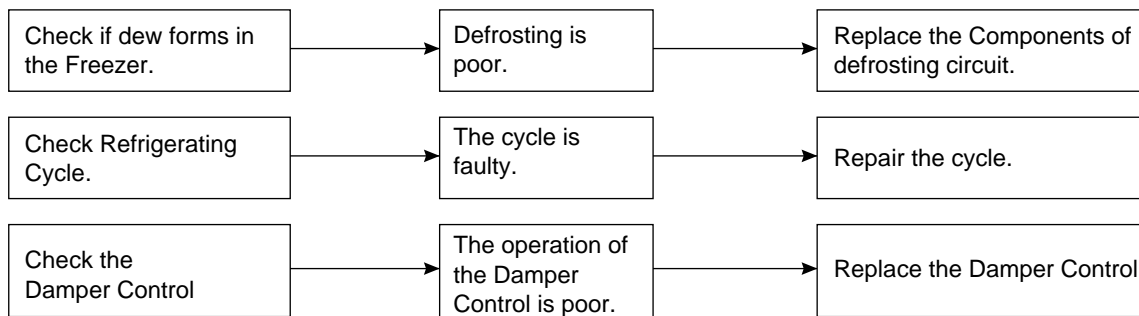 Check if dew forms in
the Freezer.
Defrosting is
poor.
Replace the Components of
defrosting circuit.
Check Refrigerating
Cycle.
The cycle is
faulty.
Repair the cycle.
Check the
Damper Control
The operation of
the Damper
Control is poor.
Replace the Damper Control